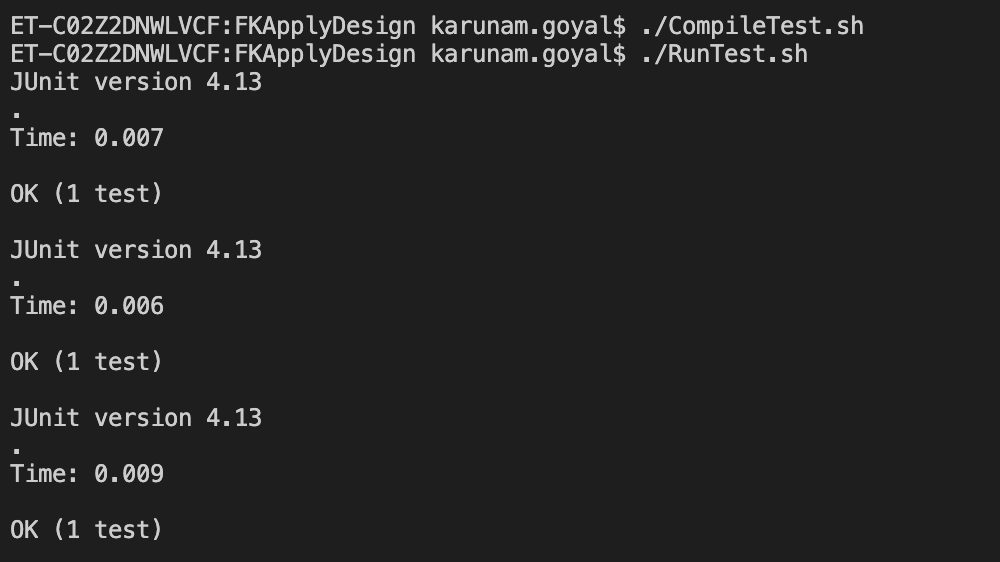 ET-C02Z2DNWLVCF:FKApplyDesign karunam.goyal$ ./CompileTest.sh
ET-C02Z2DNWLVCF:FKApplyDesign karunam.goyal$ ./RunTest.sh
JUnit version 4.13
.
Time: 0.007
OK (1 test)
JUnit version 4.13
.
Time: 0.006
OK (1 test)
JUnit version 4.13
.
Time: 0.009
OK (1 test)